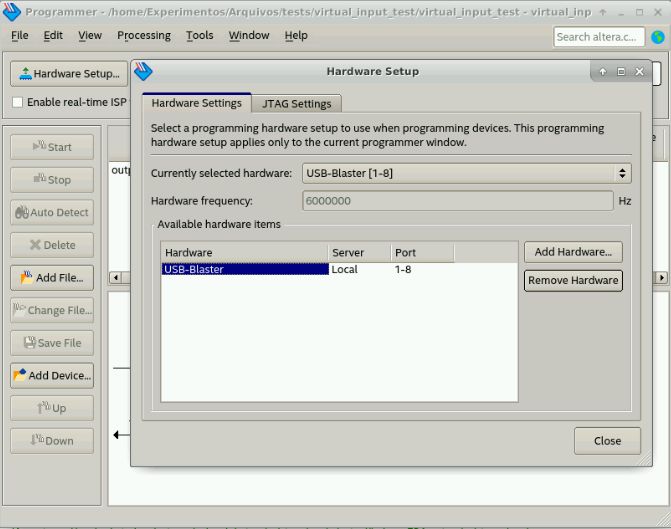 Programmer - /home/Experimentos/Arquivos/tests/virtual_input_test/virtual_input_test - virtual_inp
File Edit View Processing Tools Window Help
Search altera.c...
Hardware Setup...
Enable real-time ISP
Start
Stop
Auto Detect
Delete
Add File...
Change File...
Save File
Add Device...
Up
Down
Hardware Setup
Hardware Settings JTAG Settings
Select a programming hardware setup to use when programming devices. This programming
hardware setup applies only to the current programmer window.
Currently selected hardware: USB-Blaster [1-8]
Hardware frequency: 6000000 Hz
Available hardware items
Hardware Server Port
USB-Blaster Local 1-8
Add Hardware...
Remove Hardware
Close